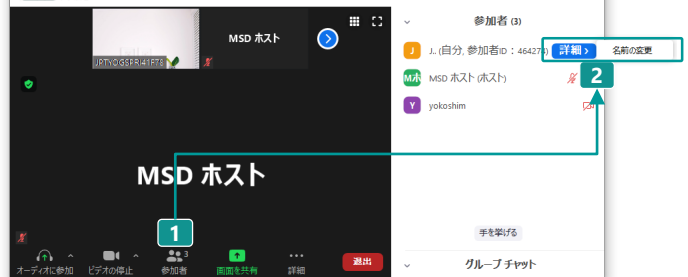 MSD ホスト
JRTYDGSPRI41FT8
参加者 (3)
J J.. (自分, 参加者ID : 464274) 詳細 > 名前の変更
M木 MSD ホスト (ホスト)
2
Y yokoshim
MSD ホスト
1
手を挙げる
オーディオに参加 ビデオの停止 参加者 3 画面を共有 詳細 退出
グループ チャット